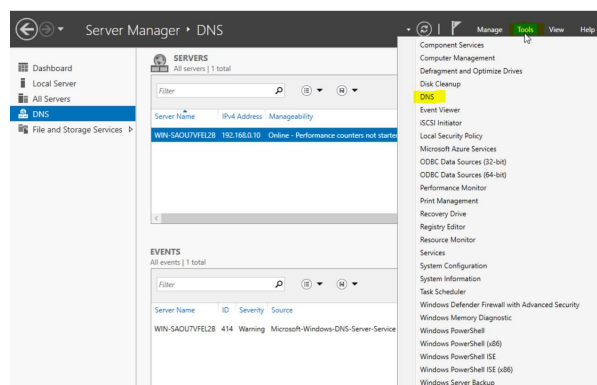 Server Manager ▸ DNS
Manage Tools View Help
Dashboard
Local Server
All Servers
DNS
File and Storage Services
SERVERS
All servers | 1 total
Filter
Server Name IPv4 Address Manageability
WIN-SAOU7VFEL2B 192.168.0.10 Online - Performance counters not starte
EVENTS
All events | 1 total
Filter
Server Name ID Severity Source
WIN-SAOU7VFEL2B 414 Warning Microsoft-Windows-DNS-Server-Service
Component Services
Computer Management
Defragment and Optimize Drives
Disk Cleanup
DNS
Event Viewer
iSCSI Initiator
Local Security Policy
Microsoft Azure Services
ODBC Data Sources (32-bit)
ODBC Data Sources (64-bit)
Performance Monitor
Print Management
Recovery Drive
Registry Editor
Resource Monitor
Services
System Configuration
System Information
Task Scheduler
Windows Defender Firewall with Advanced Security
Windows Memory Diagnostic
Windows PowerShell
Windows PowerShell (x86)
Windows PowerShell ISE
Windows PowerShell ISE (x86)
Windows Server Backup